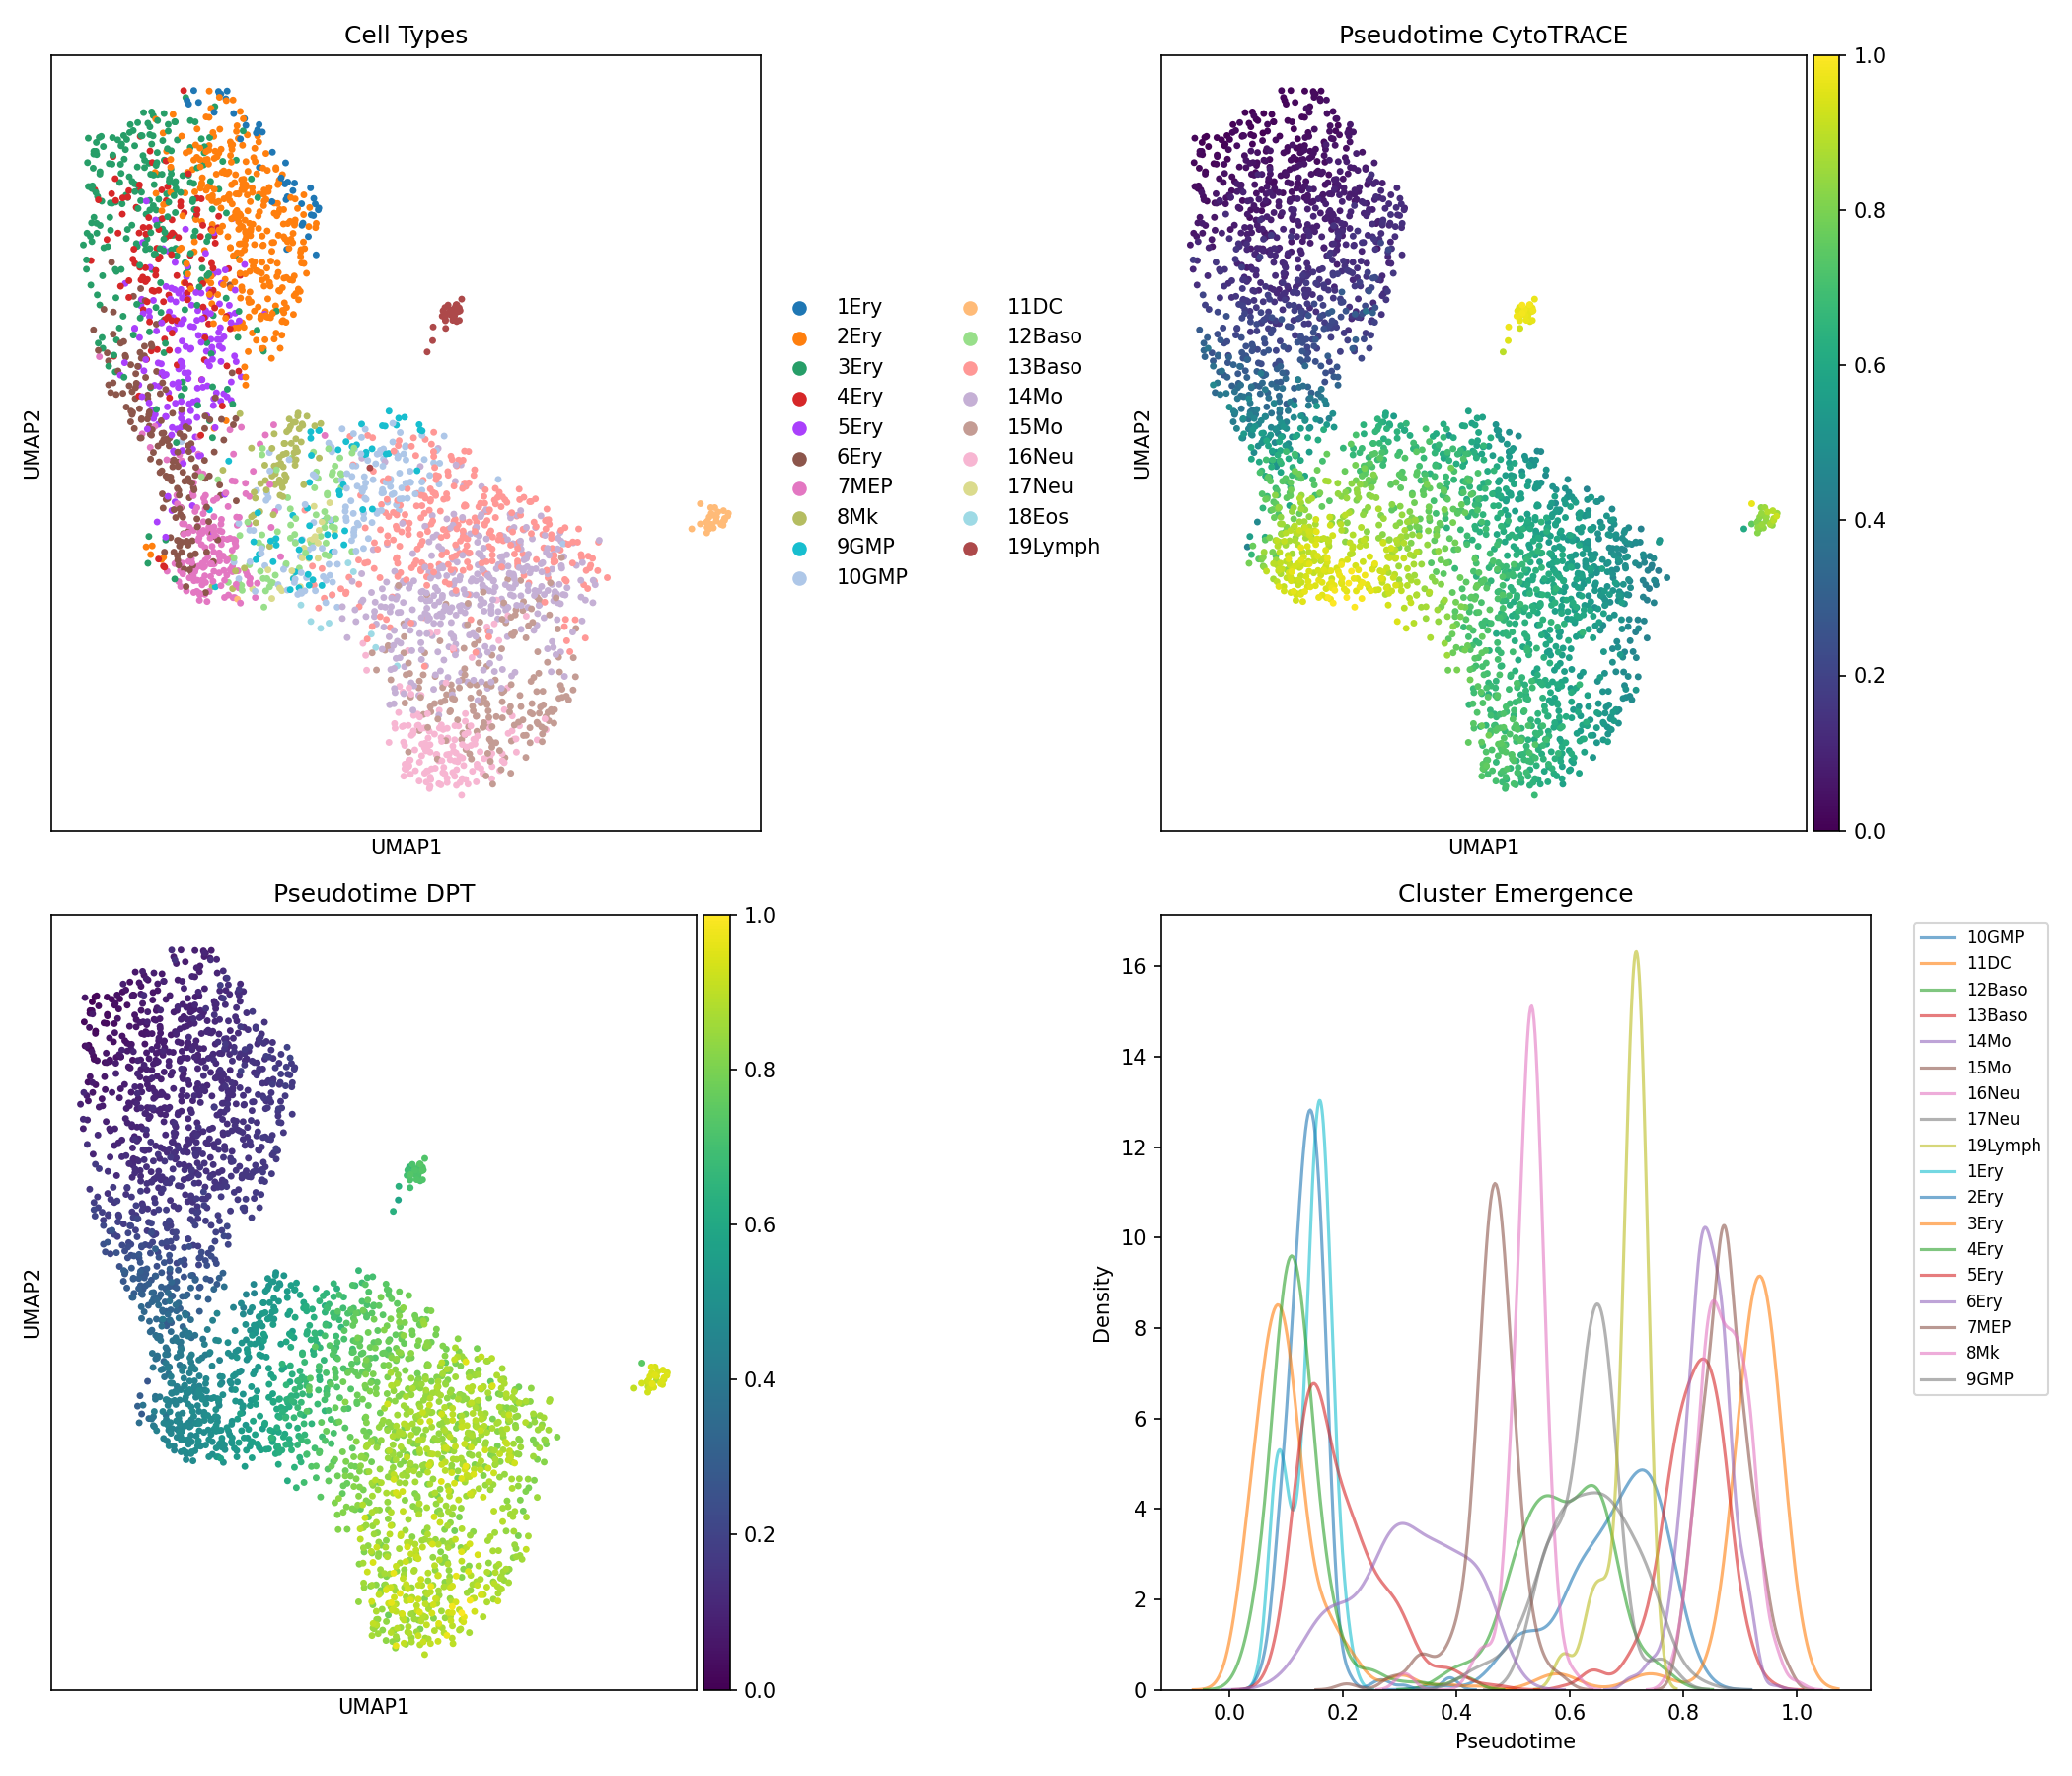 Cell Types
UMAP2
UMAP1
1Ery
2Ery
3Ery
4Ery
5Ery
6Ery
7MEP
8Mk
9GMP
10GMP
11DC
12Baso
13Baso
14Mo
15Mo
16Neu
17Neu
18Eos
19Lymph
Pseudotime CytoTRACE
UMAP2
UMAP1
1.0
0.8
0.6
0.4
0.2
0.0
Pseudotime DPT
UMAP2
UMAP1
1.0
0.8
0.6
0.4
0.2
0.0
Cluster Emergence
Density
16
14
12
10
8
6
4
2
0
0.0 0.2 0.4 0.6 0.8 1.0
Pseudotime
10GMP
11DC
12Baso
13Baso
14Mo
15Mo
16Neu
17Neu
19Lymph
1Ery
2Ery
3Ery
4Ery
5Ery
6Ery
7MEP
8Mk
9GMP